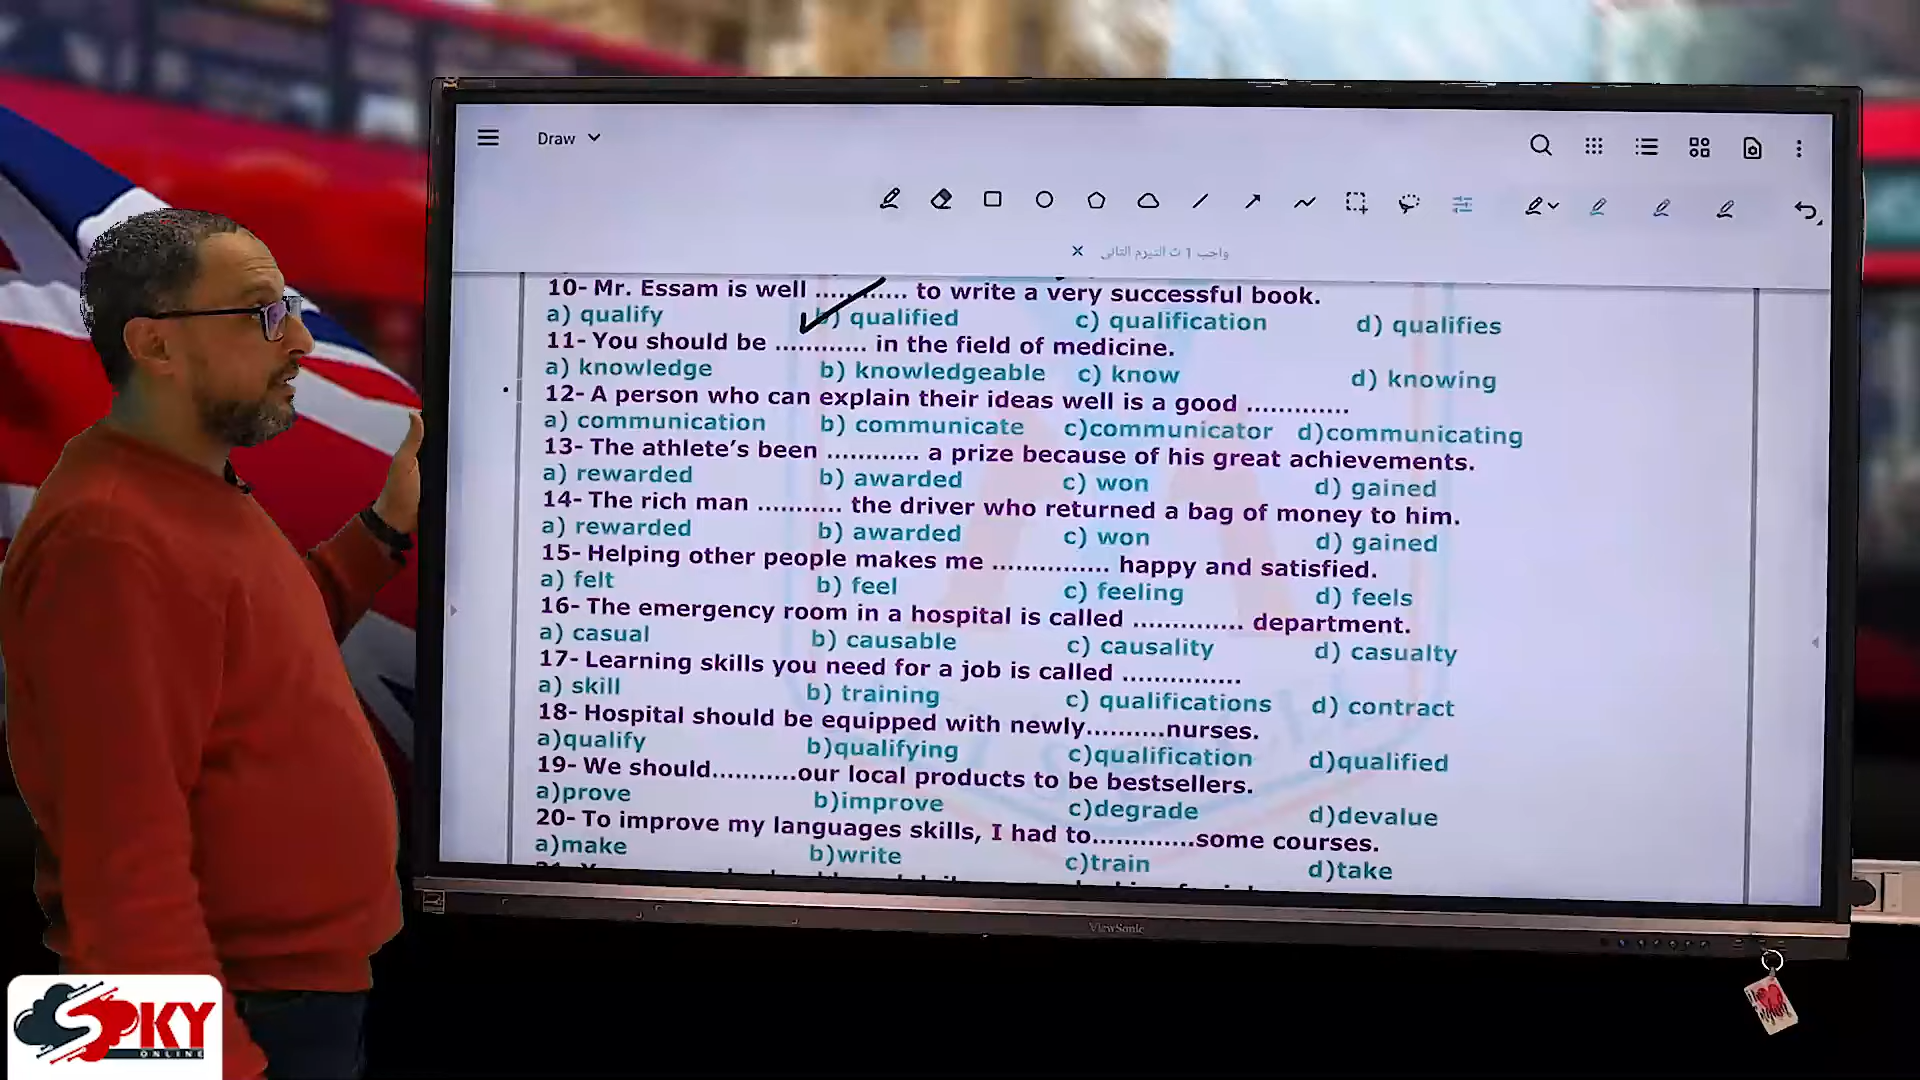 Draw
واجب 1 ث التيرم الثانى
10- Mr. Essam is well ............ to write a very successful book.
a) qualify b) qualified c) qualification d) qualifies
11- You should be ............ in the field of medicine.
a) knowledge b) knowledgeable c) know d) knowing
12- A person who can explain their ideas well is a good .............
a) communication b) communicate c)communicator d)communicating
13- The athlete's been ............ a prize because of his great achievements.
a) rewarded b) awarded c) won d) gained
14- The rich man ........... the driver who returned a bag of money to him.
a) rewarded b) awarded c) won d) gained
15- Helping other people makes me ............... happy and satisfied.
a) felt b) feel c) feeling d) feels
16- The emergency room in a hospital is called .............. department.
a) casual b) causable c) causality d) casualty
17- Learning skills you need for a job is called ...............
a) skill b) training c) qualifications d) contract
18- Hospital should be equipped with newly..........nurses.
a)qualify b)qualifying c)qualification d)qualified
19- We should...........our local products to be bestsellers.
a)prove b)improve c)degrade d)devalue
20- To improve my languages skills, I had to.............some courses.
a)make b)write c)train d)take
ViewSonic
SPKY
ONLINE